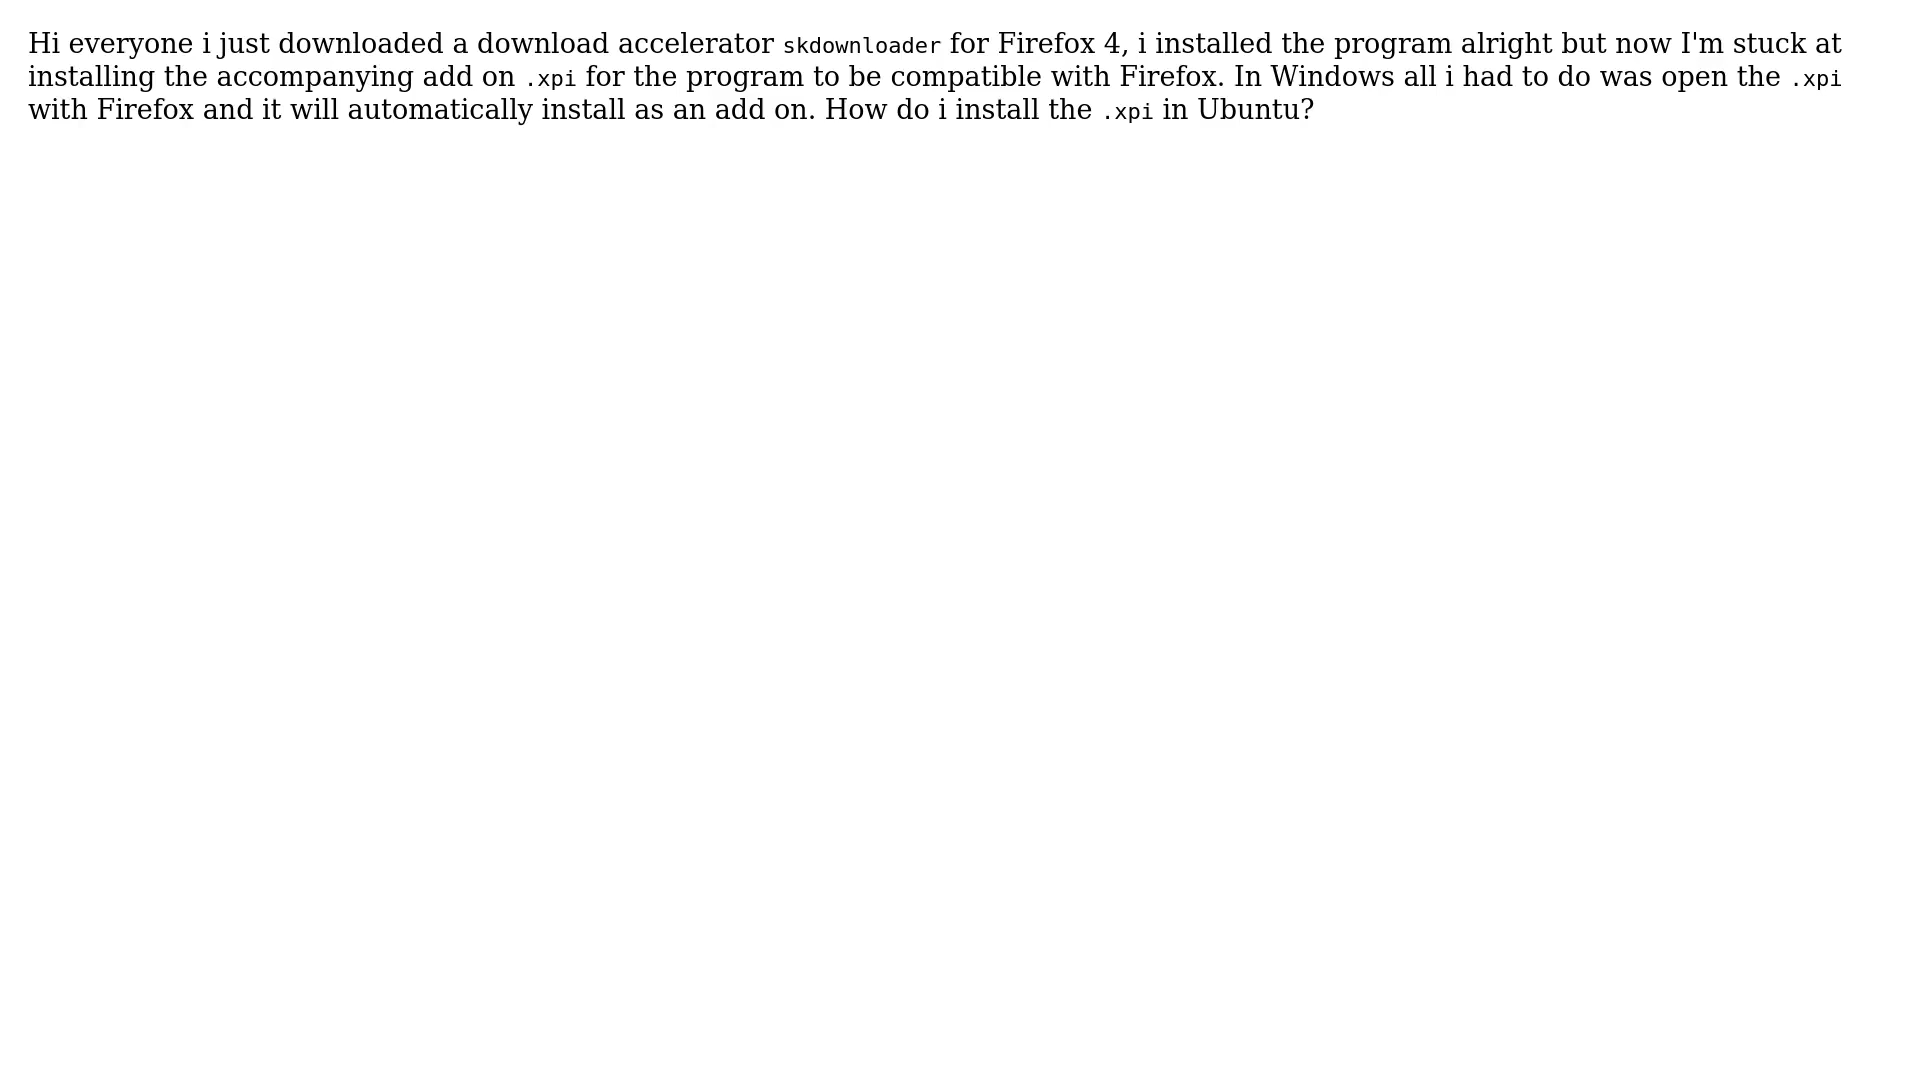 Hi everyone i just downloaded a download accelerator skdownloader for Firefox 4, i installed the program alright but now I'm stuck at
installing the accompanying add on .xpi for the program to be compatible with Firefox. In Windows all i had to do was open the .xpi
with Firefox and it will automatically install as an add on. How do i install the .xpi in Ubuntu?